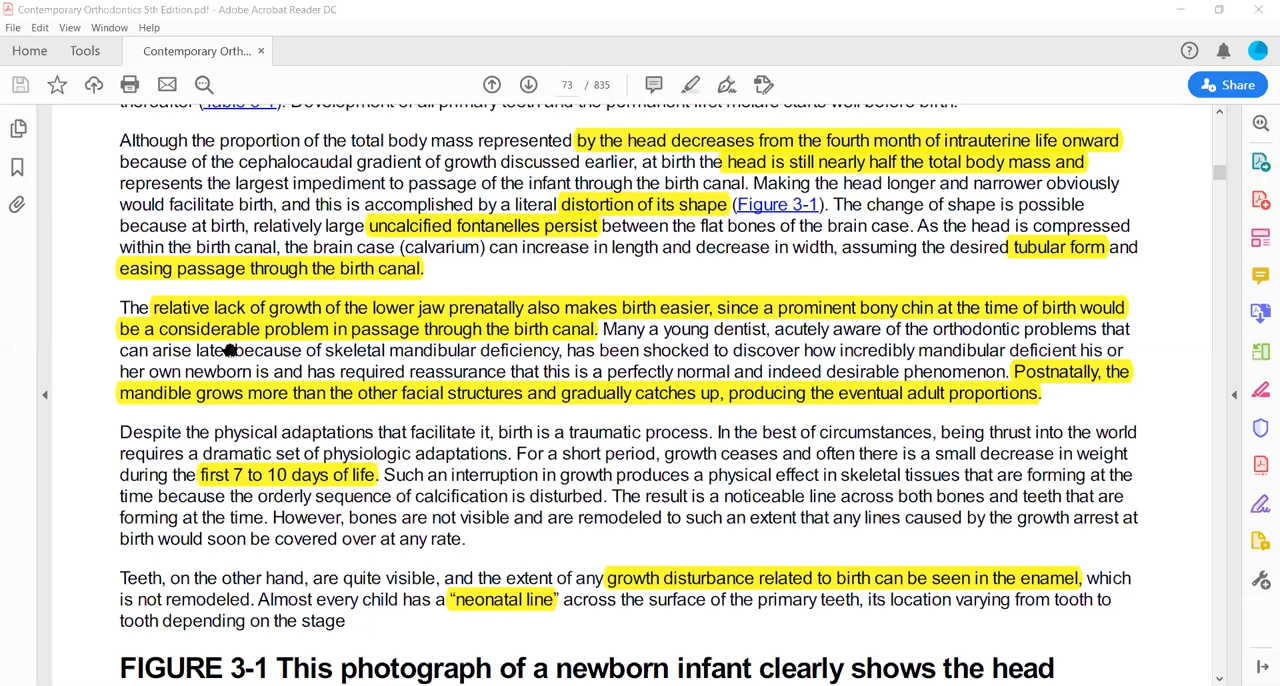 Contemporary Orthodontics 5th Edition.pdf - Adobe Acrobat Reader DC
File Edit View Window Help
Home Tools Contemporary Orth... ×
73 / 835
Share
thereafter (Table 3-1). Development of all primary teeth and the permanent first molars starts well before birth.
Although the proportion of the total body mass represented by the head decreases from the fourth month of intrauterine life onward
because of the cephalocaudal gradient of growth discussed earlier, at birth the head is still nearly half the total body mass and
represents the largest impediment to passage of the infant through the birth canal. Making the head longer and narrower obviously
would facilitate birth, and this is accomplished by a literal distortion of its shape (Figure 3-1). The change of shape is possible
because at birth, relatively large uncalcified fontanelles persist between the flat bones of the brain case. As the head is compressed
within the birth canal, the brain case (calvarium) can increase in length and decrease in width, assuming the desired tubular form and
easing passage through the birth canal.
The relative lack of growth of the lower jaw prenatally also makes birth easier, since a prominent bony chin at the time of birth would
be a considerable problem in passage through the birth canal. Many a young dentist, acutely aware of the orthodontic problems that
can arise later because of skeletal mandibular deficiency, has been shocked to discover how incredibly mandibular deficient his or
her own newborn is and has required reassurance that this is a perfectly normal and indeed desirable phenomenon. Postnatally, the
mandible grows more than the other facial structures and gradually catches up, producing the eventual adult proportions.
Despite the physical adaptations that facilitate it, birth is a traumatic process. In the best of circumstances, being thrust into the world
requires a dramatic set of physiologic adaptations. For a short period, growth ceases and often there is a small decrease in weight
during the first 7 to 10 days of life. Such an interruption in growth produces a physical effect in skeletal tissues that are forming at the
time because the orderly sequence of calcification is disturbed. The result is a noticeable line across both bones and teeth that are
forming at the time. However, bones are not visible and are remodeled to such an extent that any lines caused by the growth arrest at
birth would soon be covered over at any rate.
Teeth, on the other hand, are quite visible, and the extent of any growth disturbance related to birth can be seen in the enamel, which
is not remodeled. Almost every child has a “neonatal line” across the surface of the primary teeth, its location varying from tooth to
tooth depending on the stage
FIGURE 3-1 This photograph of a newborn infant clearly shows the head